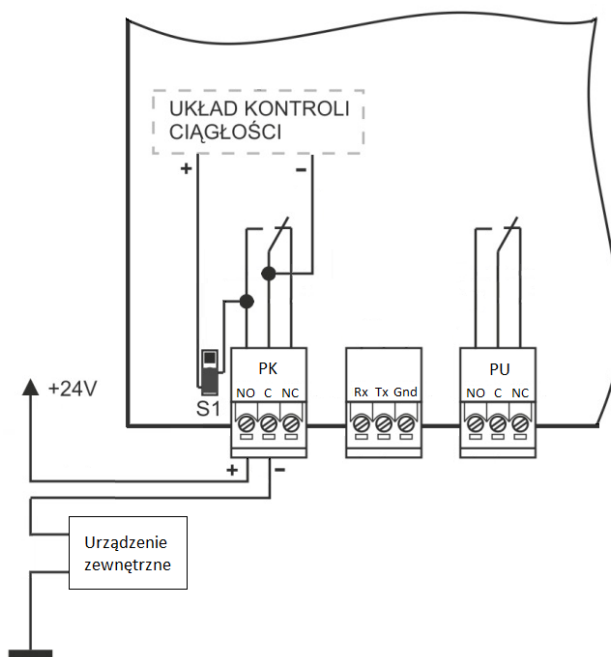 UKŁAD KONTROLI
CIĄGŁOŚCI
+
-
PK
NO C NC
S1
Rx Tx Gnd
PU
NO C NC
+24V
+
-
Urządzenie
zewnętrzne